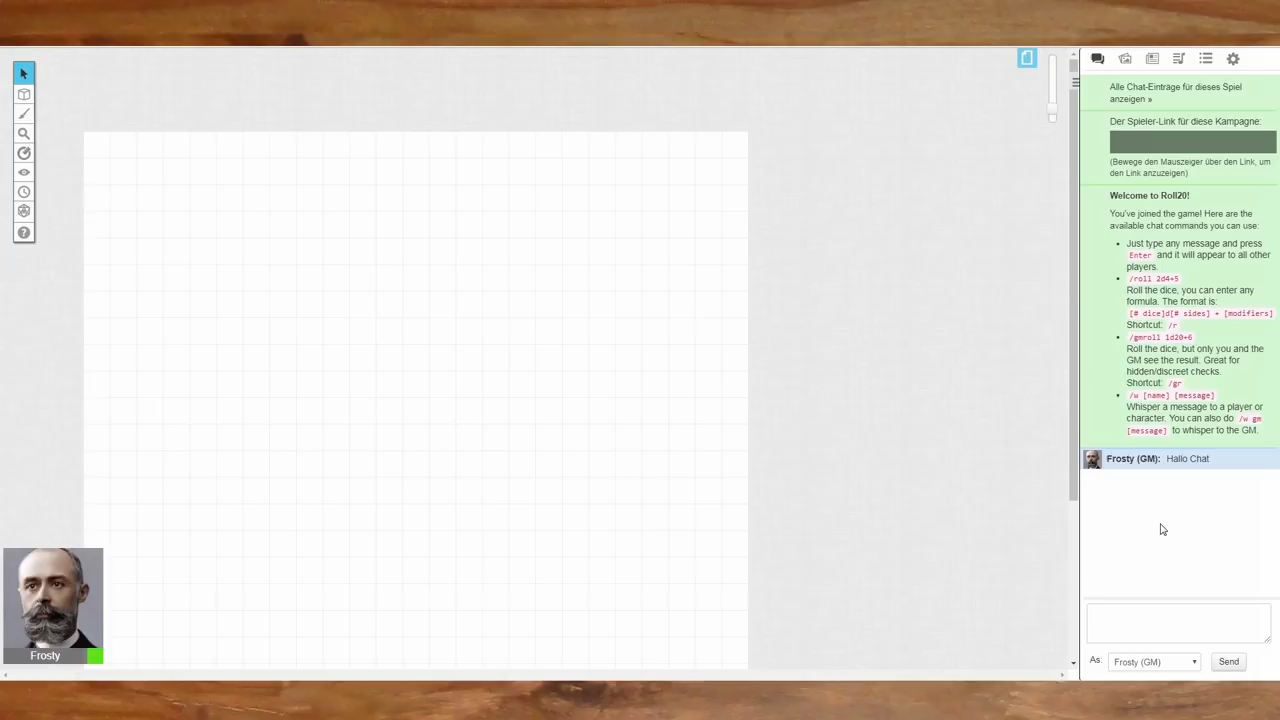 Alle Chat-Einträge für dieses Spiel
anzeigen »
Der Spieler-Link für diese Kampagne:
(Bewege den Mauszeiger über den Link, um
den Link anzuzeigen)
Welcome to Roll20!
You've joined the game! Here are the
available chat commands you can use:
• Just type any message and press
Enter and it will appear to all other
players.
• /roll 2d4+5
Roll the dice, you can enter any
formula. The format is:
[# dice]d[# sides] + [modifiers]
Shortcut: /r
• /gmroll 1d20+6
Roll the dice, but only you and the
GM see the result. Great for
hidden/discreet checks.
Shortcut: /gr
• /w [name] [message]
Whisper a message to a player or
character. You can also do /w gm
[message] to whisper to the GM.
Frosty (GM): Hallo Chat
As: Frosty (GM) Send
Frosty